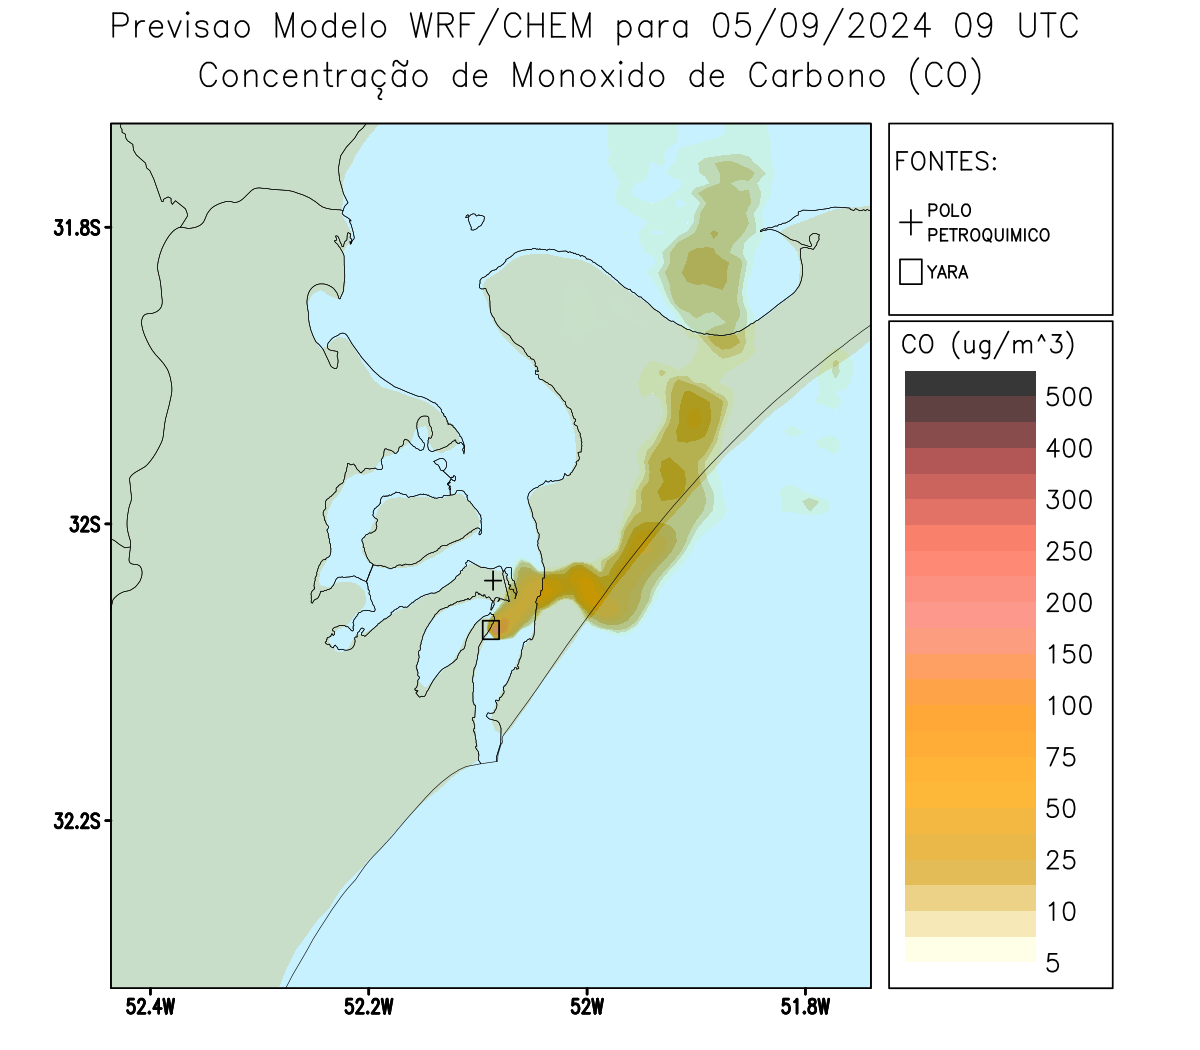 Previsao Modelo WRF/CHEM para 05/09/2024 09 UTC
Concentração de Monoxido de Carbono (CO)
FONTES:
POLO
PETROQUIMICO
YARA
CO (ug/m^3)
500
400
300
250
200
150
100
75
50
25
10
5
31.8S
32S
32.2S
52.4W
52.2W
52W
51.8W